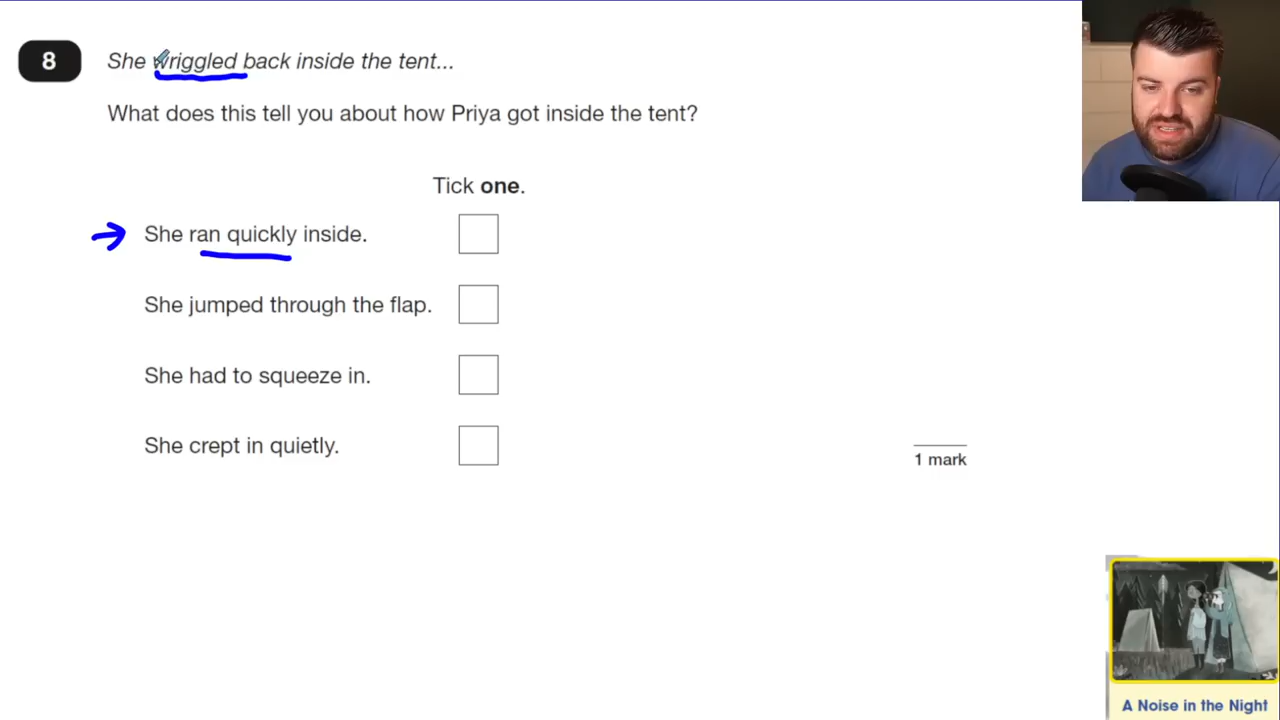 8
She wriggled back inside the tent...
What does this tell you about how Priya got inside the tent?
Tick one.
She ran quickly inside.
She jumped through the flap.
She had to squeeze in.
She crept in quietly.
1 mark
A Noise in the Night